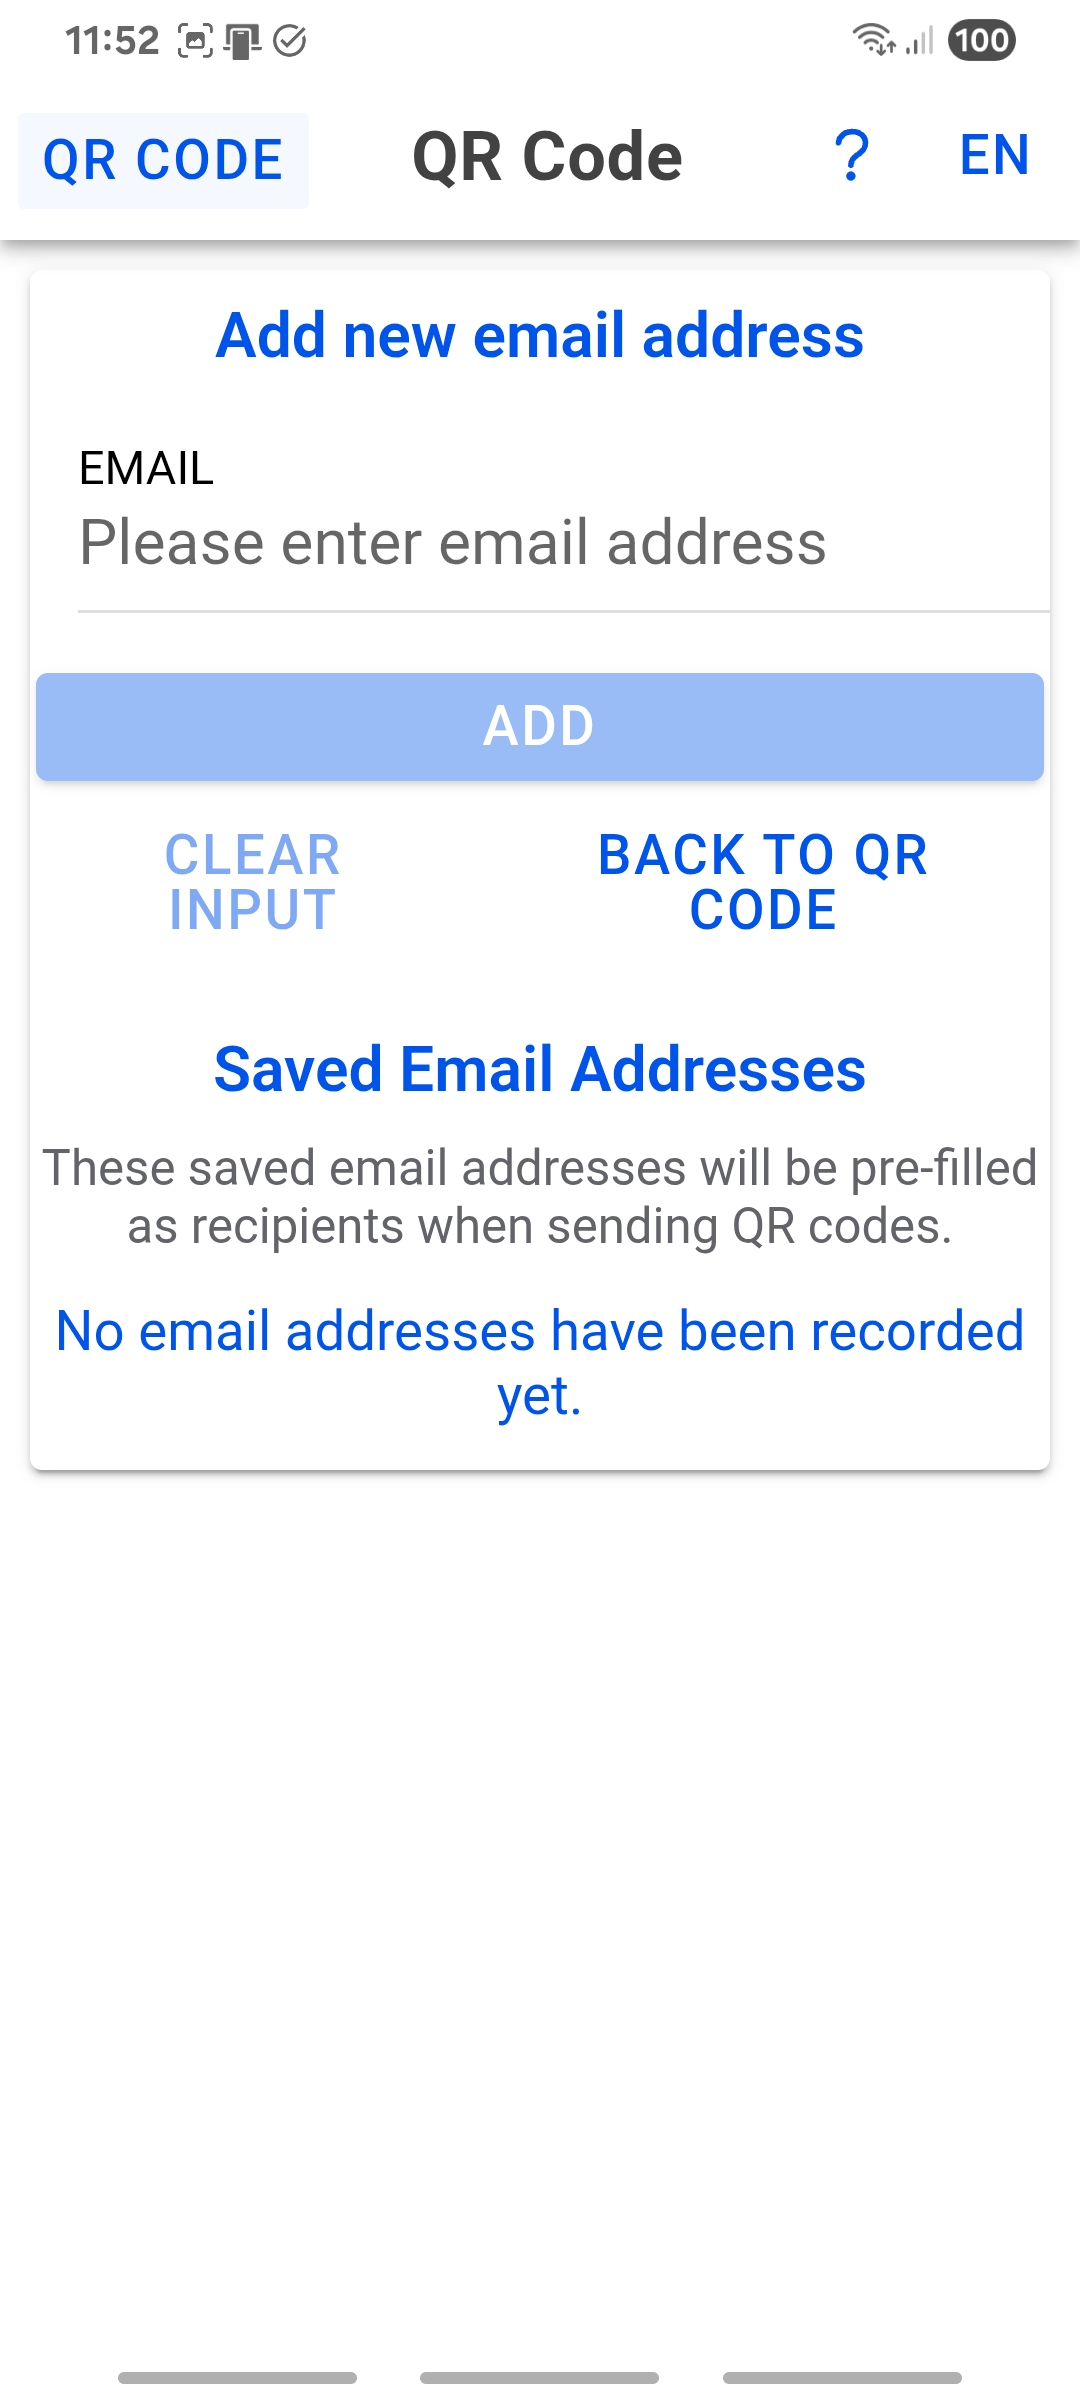 11:52
100
QR CODE
QR Code
?
EN
Add new email address
EMAIL
Please enter email address
ADD
CLEAR
INPUT
BACK TO QR
CODE
Saved Email Addresses
These saved email addresses will be pre-filled
as recipients when sending QR codes.
No email addresses have been recorded
yet.